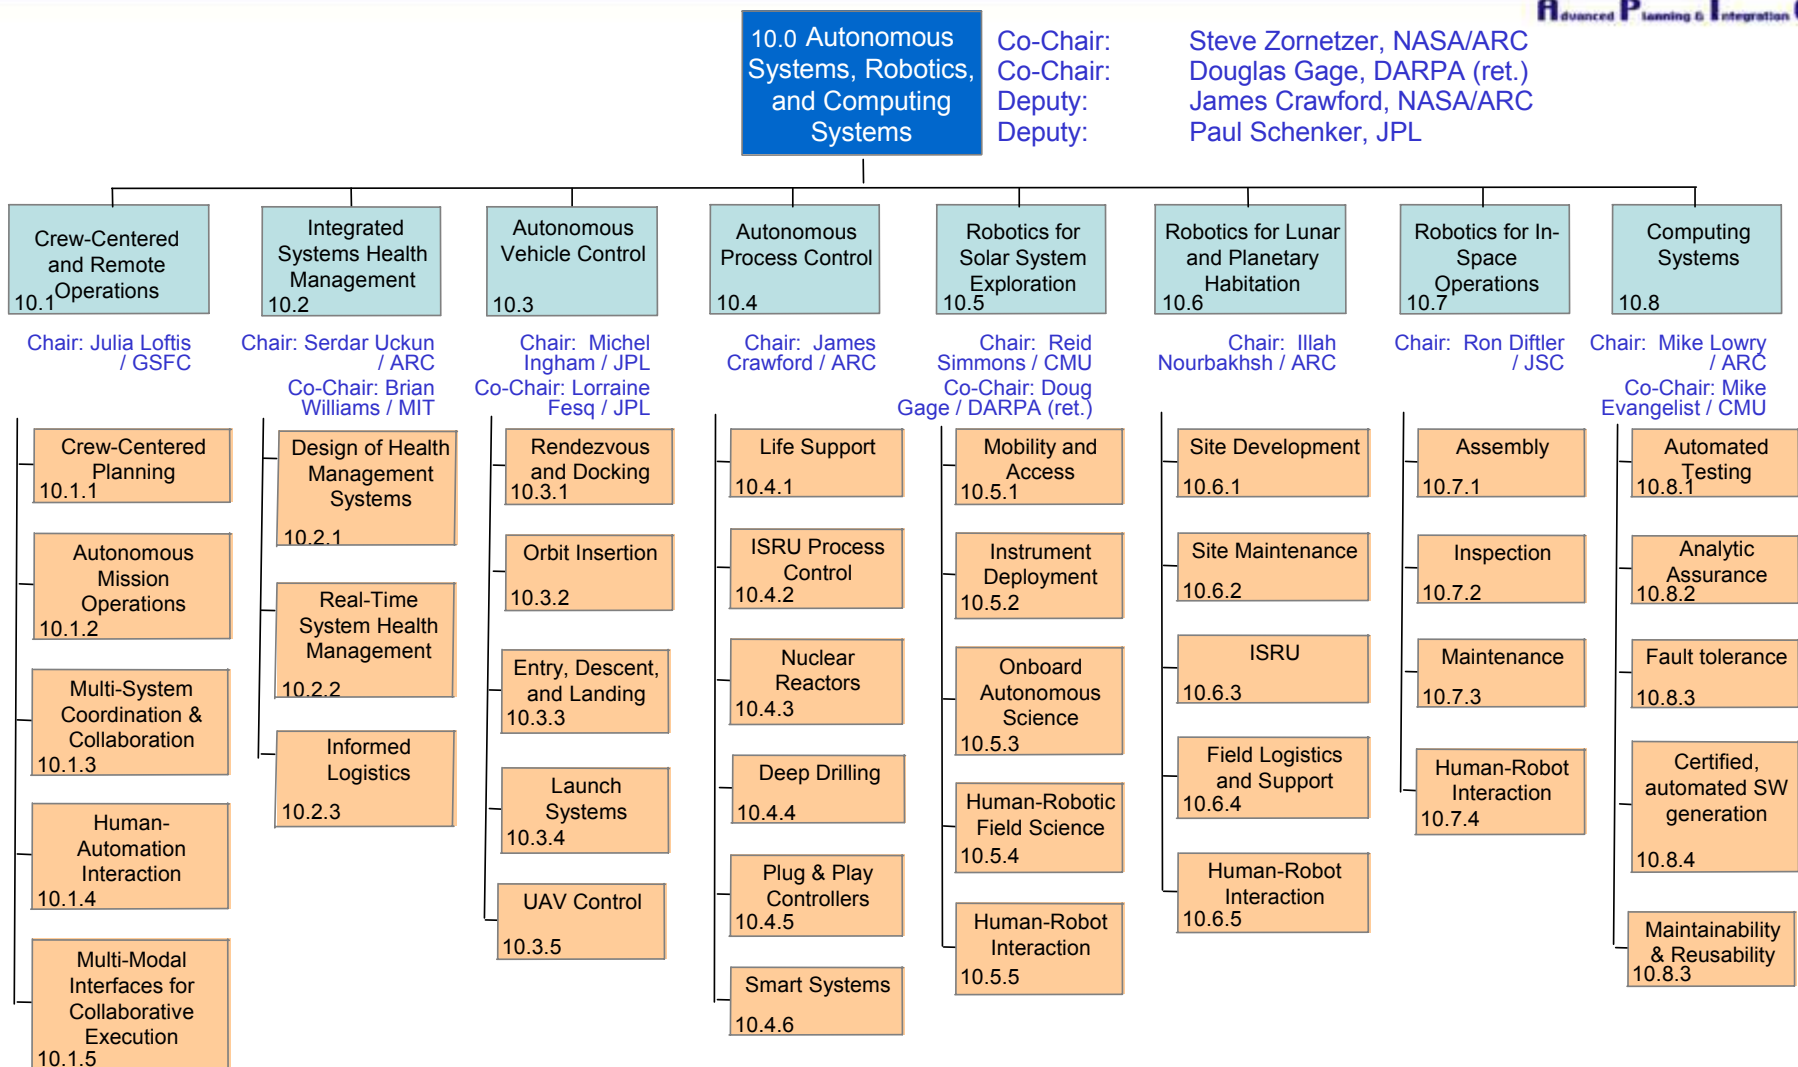 Advanced Planning & Integration
10.0 Autonomous
Systems, Robotics,
and Computing
Systems
Co-Chair: Steve Zornetzer, NASA/ARC
Co-Chair: Douglas Gage, DARPA (ret.)
Deputy: James Crawford, NASA/ARC
Deputy: Paul Schenker, JPL
Crew-Centered
and Remote
Operations
10.1
Integrated
Systems Health
Management
10.2
Autonomous
Vehicle Control
10.3
Autonomous
Process Control
10.4
Robotics for
Solar System
Exploration
10.5
Robotics for Lunar
and Planetary
Habitation
10.6
Robotics for In-
Space
Operations
10.7
Computing
Systems
10.8
Chair: Julia Loftis
/ GSFC
Chair: Serdar Uckun
/ ARC
Co-Chair: Brian
Williams / MIT
Chair: Michel
Ingham / JPL
Co-Chair: Lorraine
Fesq / JPL
Chair: James
Crawford / ARC
Chair: Reid
Simmons / CMU
Co-Chair: Doug
Gage / DARPA (ret.)
Chair: Illah
Nourbakhsh / ARC
Chair: Ron Diftler
/ JSC
Chair: Mike Lowry
/ ARC
Co-Chair: Mike
Evangelist / CMU
Crew-Centered
Planning
10.1.1
Autonomous
Mission
Operations
10.1.2
Multi-System
Coordination &
Collaboration
10.1.3
Human-
Automation
Interaction
10.1.4
Multi-Modal
Interfaces for
Collaborative
Execution
10.1.5
Design of Health
Management
Systems
10.2.1
Real-Time
System Health
Management
10.2.2
Informed
Logistics
10.2.3
Rendezvous
and Docking
10.3.1
Orbit Insertion
10.3.2
Entry, Descent,
and Landing
10.3.3
Launch
Systems
10.3.4
UAV Control
10.3.5
Life Support
10.4.1
ISRU Process
Control
10.4.2
Nuclear
Reactors
10.4.3
Deep Drilling
10.4.4
Plug & Play
Controllers
10.4.5
Smart Systems
10.4.6
Mobility and
Access
10.5.1
Instrument
Deployment
10.5.2
Onboard
Autonomous
Science
10.5.3
Human-Robotic
Field Science
10.5.4
Human-Robot
Interaction
10.5.5
Site Development
10.6.1
Site Maintenance
10.6.2
ISRU
10.6.3
Field Logistics
and Support
10.6.4
Human-Robot
Interaction
10.6.5
Assembly
10.7.1
Inspection
10.7.2
Maintenance
10.7.3
Human-Robot
Interaction
10.7.4
Automated
Testing
10.8.1
Analytic
Assurance
10.8.2
Fault tolerance
10.8.3
Certified,
automated SW
generation
10.8.4
Maintainability
& Reusability
10.8.3